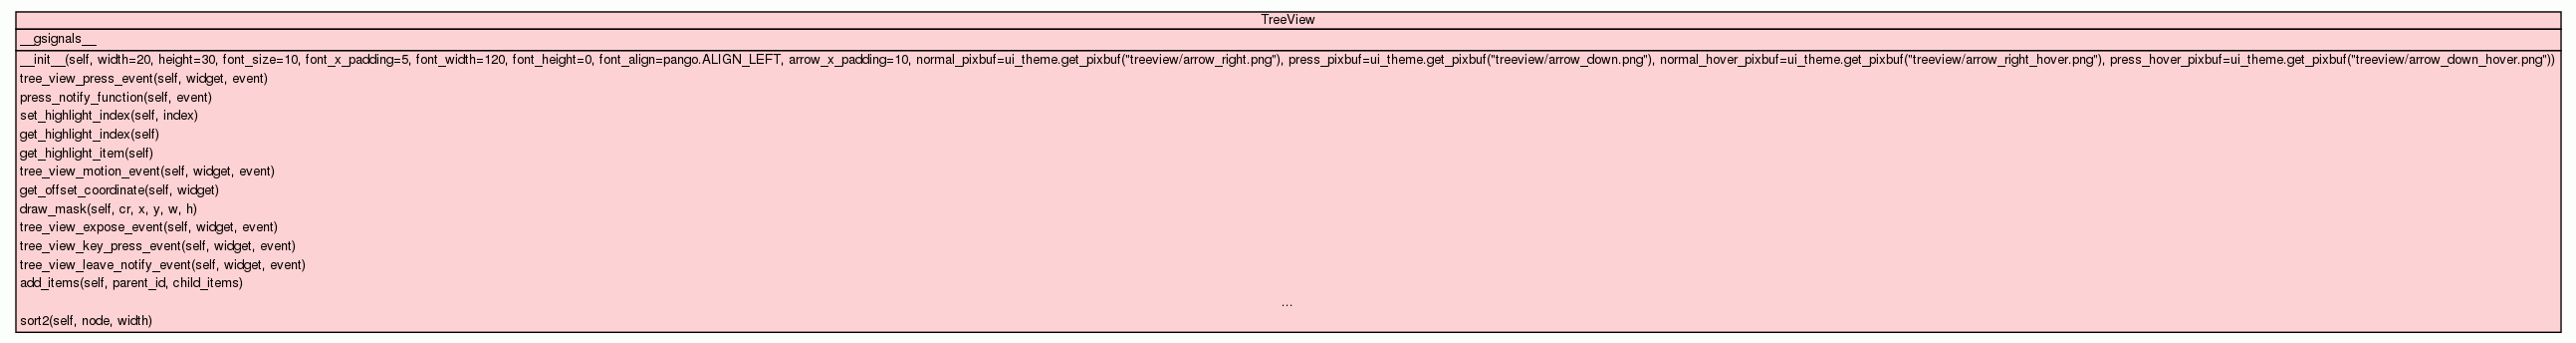 TreeView
__gsignals__
__init__(self, width=20, height=30, font_size=10, font_x_padding=5, font_width=120, font_height=0, font_align=pango.ALIGN_LEFT, arrow_x_padding=10, normal_pixbuf=ui_theme.get_pixbuf("treeview/arrow_right.png"), press_pixbuf=ui_theme.get_pixbuf("treeview/arrow_down.png"), normal_hover_pixbuf=ui_theme.get_pixbuf("treeview/arrow_right_hover.png"), press_hover_pixbuf=ui_theme.get_pixbuf("treeview/arrow_down_hover.png"))
tree_view_press_event(self, widget, event)
press_notify_function(self, event)
set_highlight_index(self, index)
get_highlight_index(self)
get_highlight_item(self)
tree_view_motion_event(self, widget, event)
get_offset_coordinate(self, widget)
draw_mask(self, cr, x, y, w, h)
tree_view_expose_event(self, widget, event)
tree_view_key_press_event(self, widget, event)
tree_view_leave_notify_event(self, widget, event)
add_items(self, parent_id, child_items)
...
sort2(self, node, width)